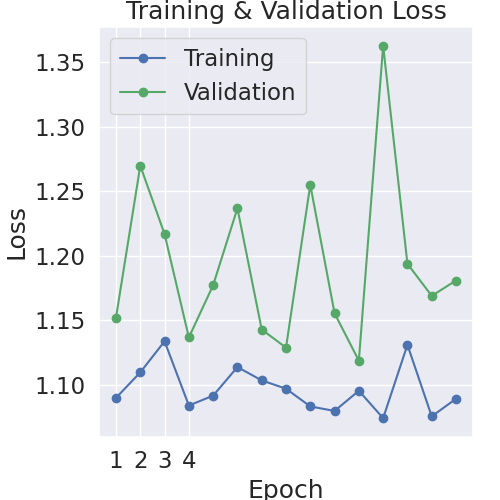 Training & Validation Loss
Training
Validation
Loss
1.35
1.30
1.25
1.20
1.15
1.10
1 2 3 4
Epoch